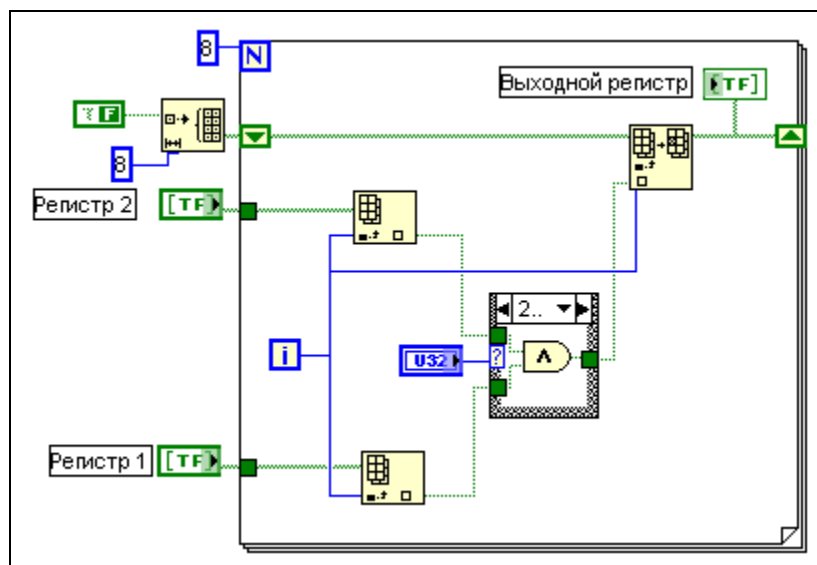 8
N
Выходной регистр
[TF]
F
8
Регистр 2
[TF]
2..
i
U32
?
Λ
Регистр 1
[TF]